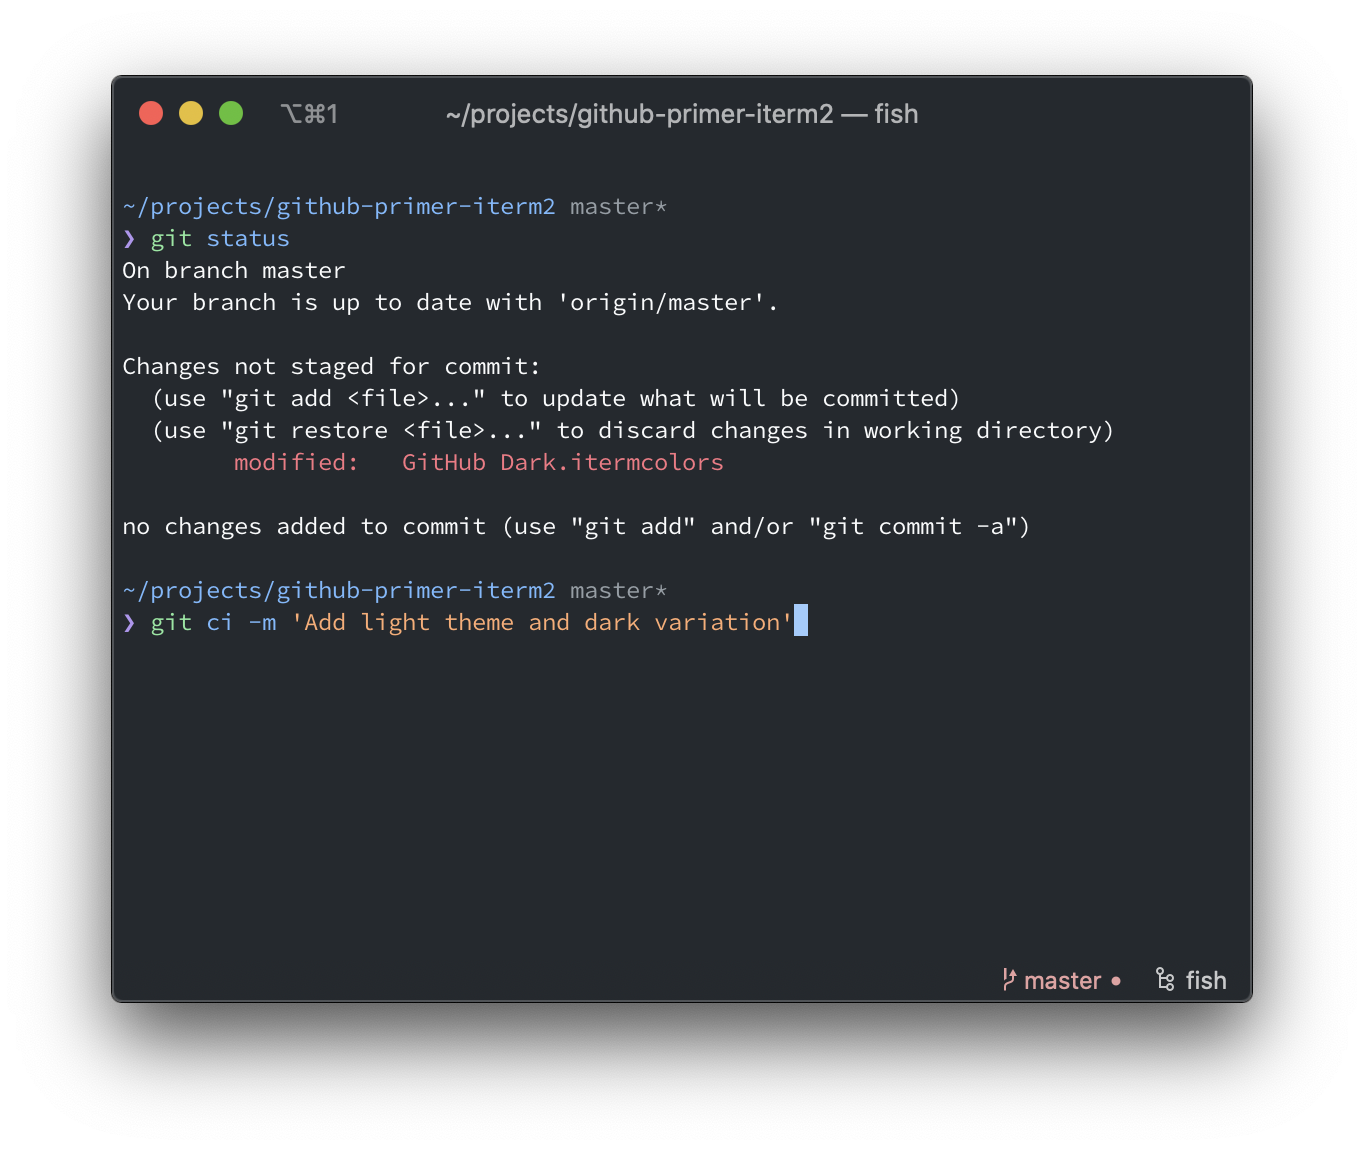 ⌥⌘1 ~/projects/github-primer-iterm2 — fish
~/projects/github-primer-iterm2 master*
❯ git status
On branch master
Your branch is up to date with 'origin/master'.
Changes not staged for commit:
(use "git add <file>..." to update what will be committed)
(use "git restore <file>..." to discard changes in working directory)
modified:   GitHub Dark.itermcolors
no changes added to commit (use "git add" and/or "git commit -a")
~/projects/github-primer-iterm2 master*
❯ git ci -m 'Add light theme and dark variation'
master • fish